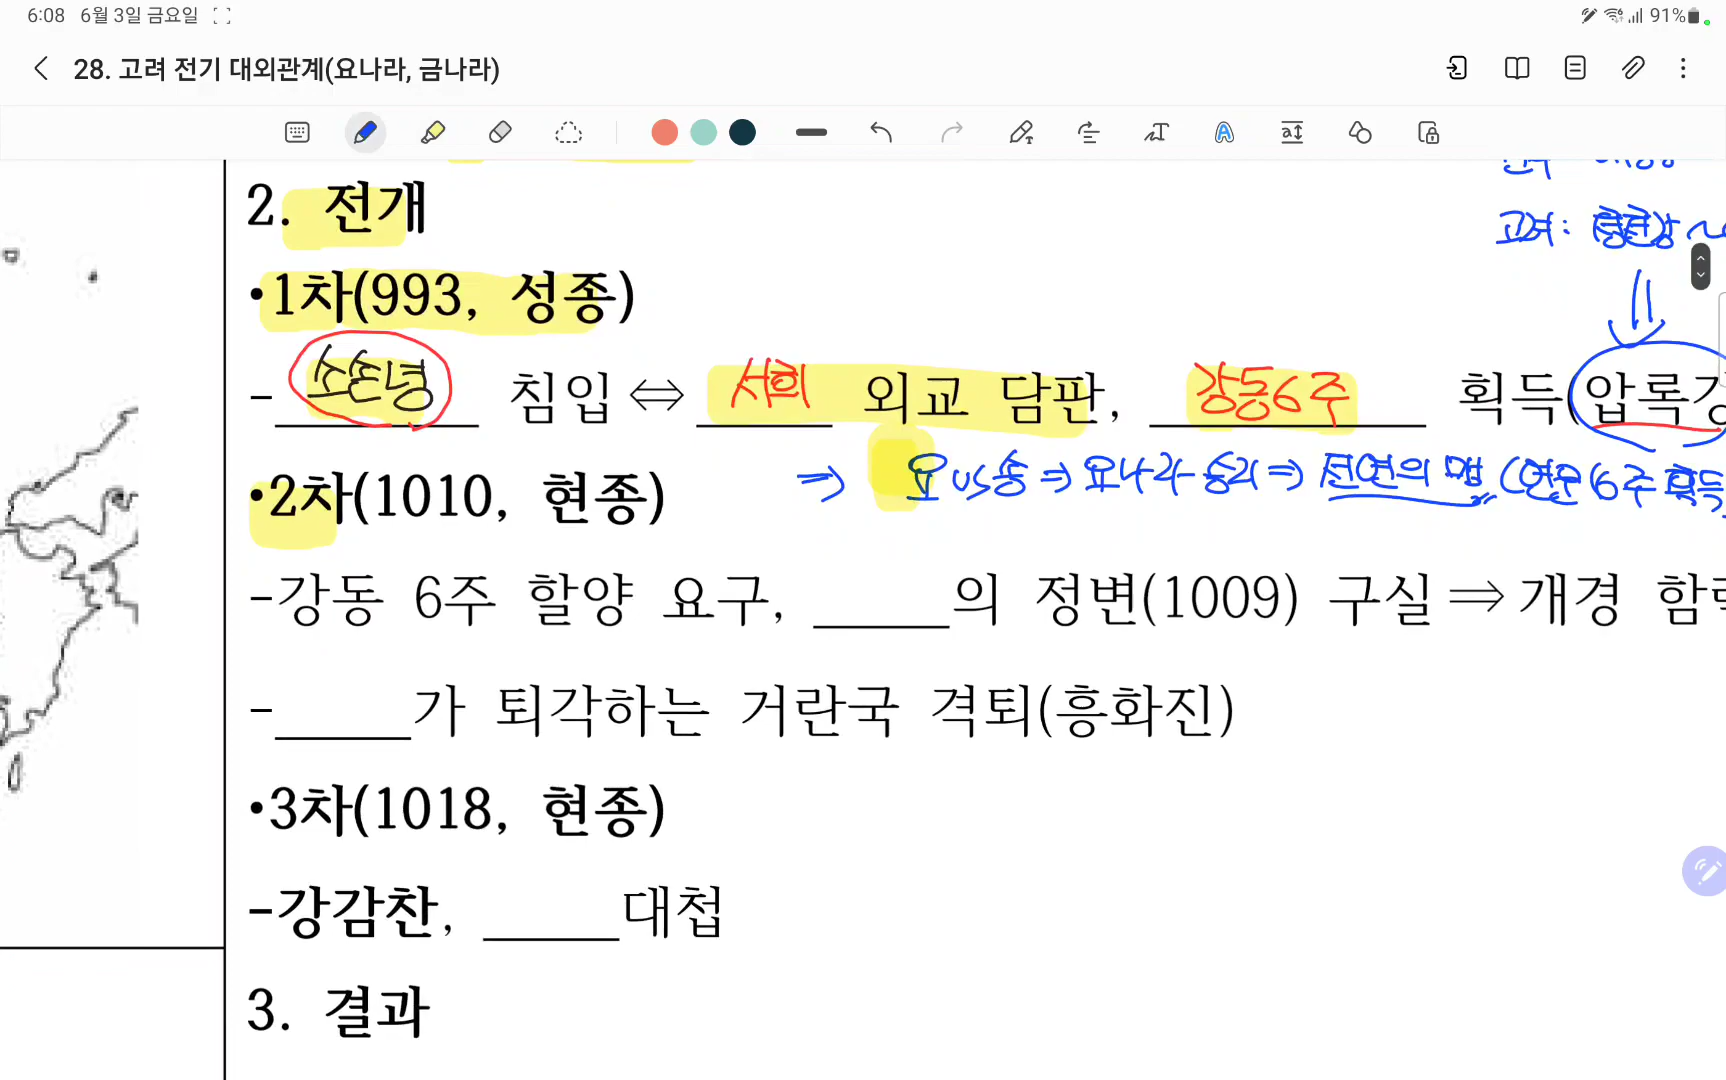 6:08 6월 3일 금요일 91%
28. 고려 전기 대외관계(요나라, 금나라)
2. 전개
고려:
•1차(993, 성종)
- 소손녕 침입⇔ 서희 외교 담판, 강동6주 획득(압록강
⇒ 요 vs 송 ⇒ 요나라 승리 ⇒ 전연의 맹 (연운16주 획득
•2차(1010, 현종)
-강동 6주 할양 요구, _____의 정변(1009) 구실⇒개경 함락
-_____가 퇴각하는 거란국 격퇴(흥화진)
•3차(1018, 현종)
-강감찬, _____대첩
3. 결과